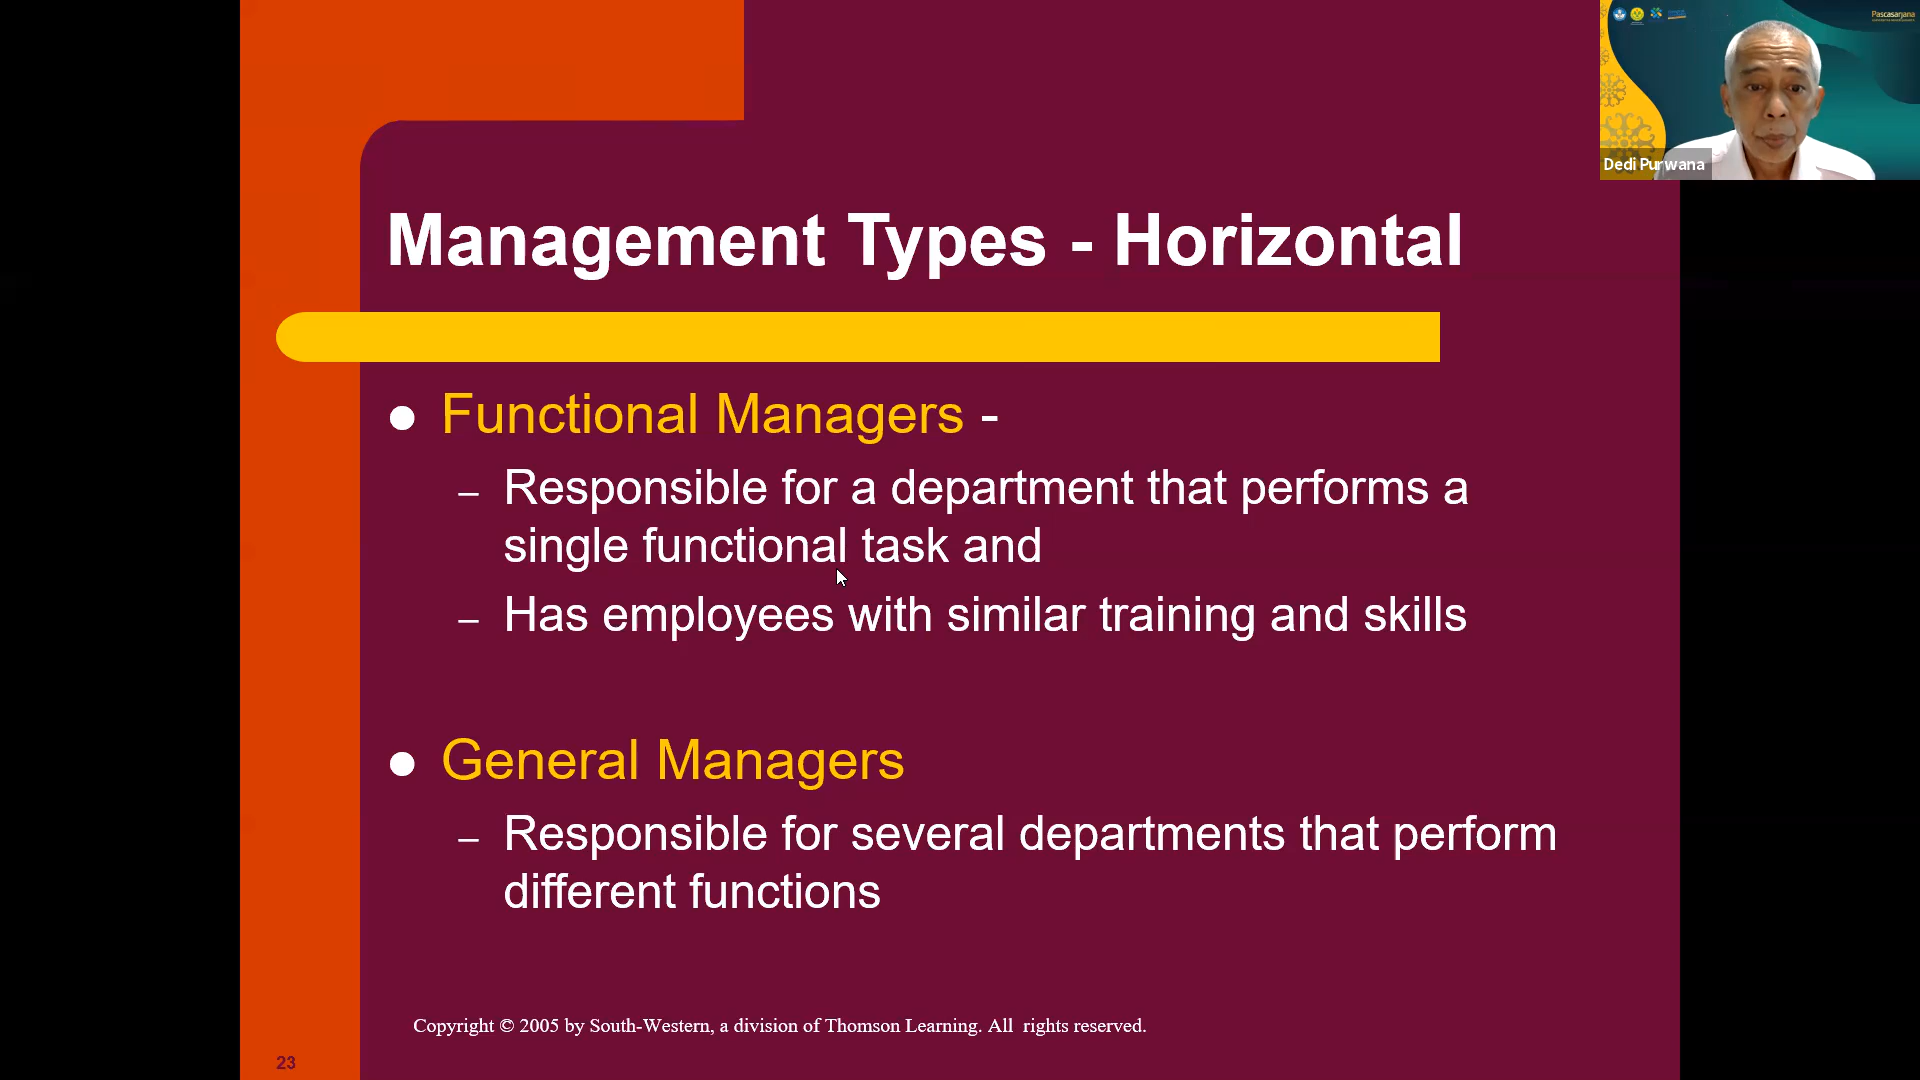 Pascasarjana
Dedi Purwana
Management Types - Horizontal
Functional Managers -
– Responsible for a department that performs a
single functional task and
– Has employees with similar training and skills
General Managers
– Responsible for several departments that perform
different functions
Copyright © 2005 by South-Western, a division of Thomson Learning. All rights reserved.
23